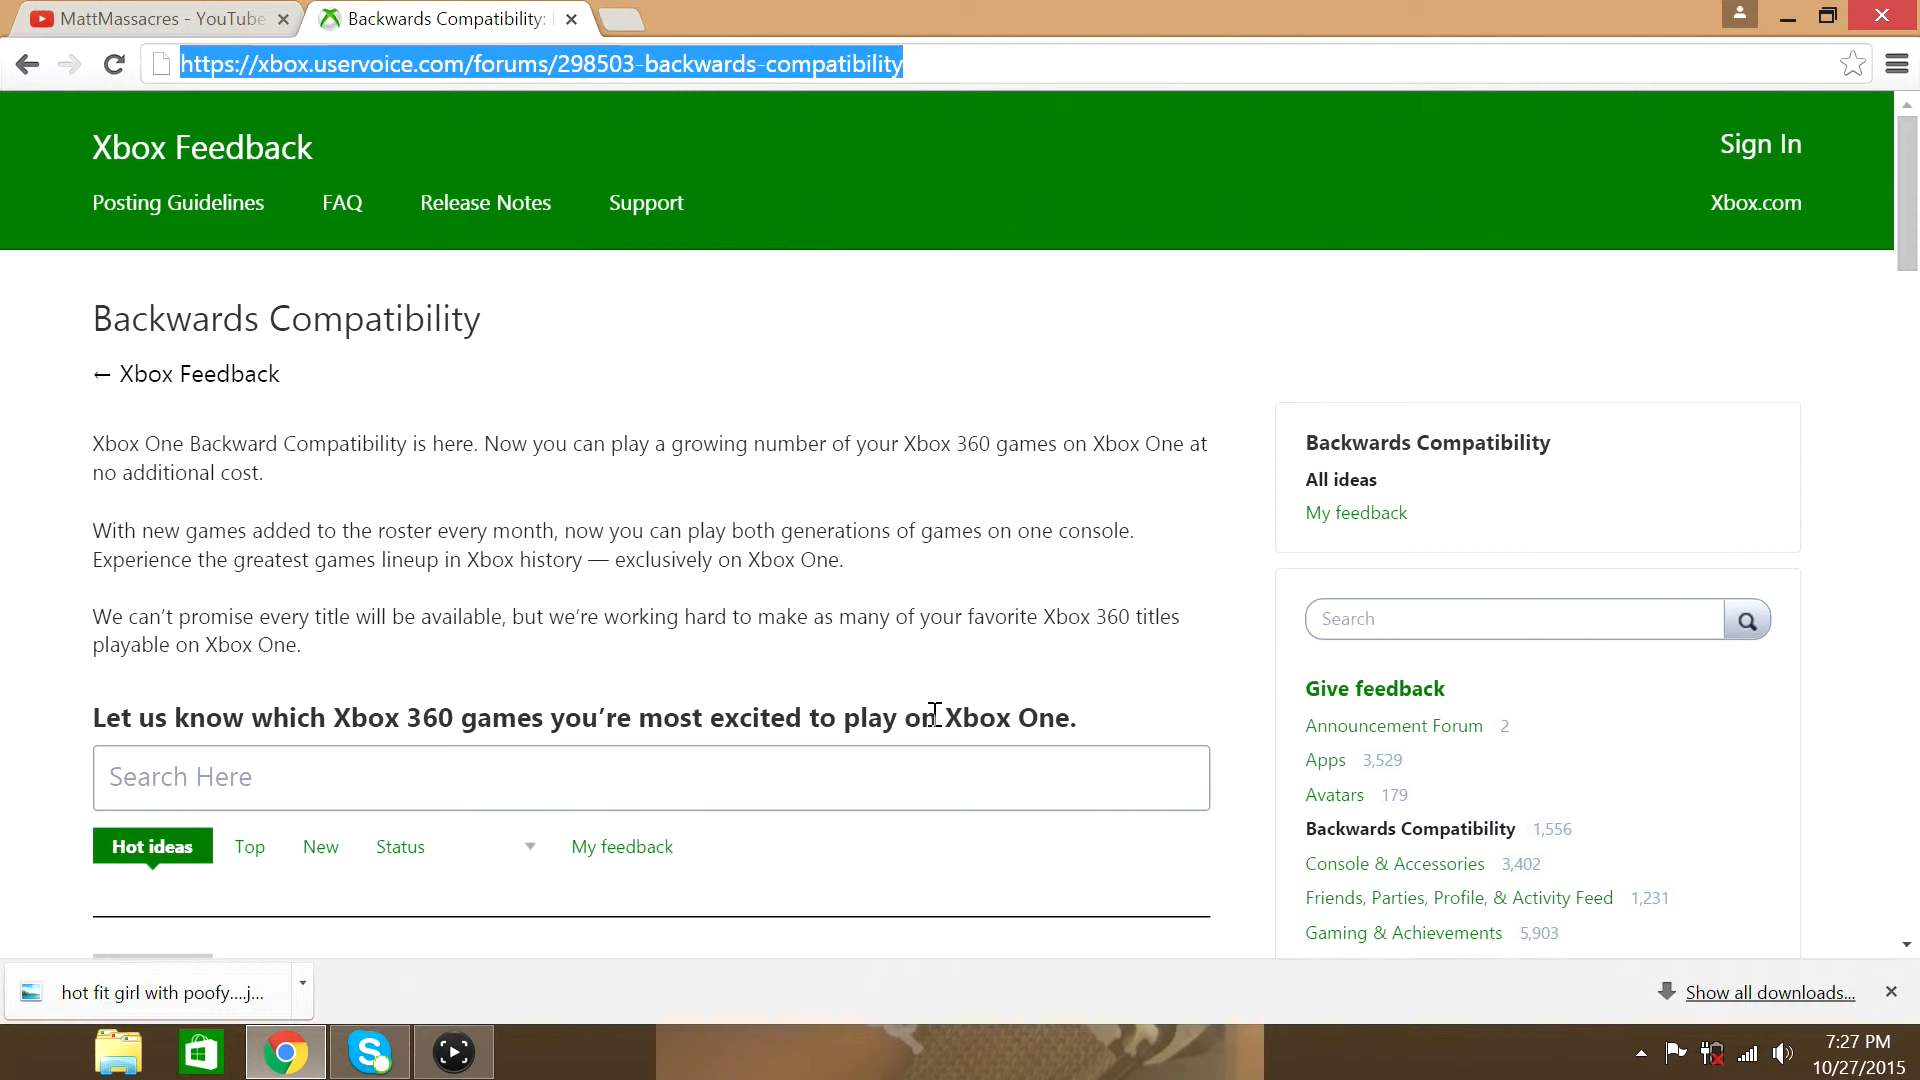 MattMassacres - YouTube
Backwards Compatibility:
https://xbox.uservoice.com/forums/298503-backwards-compatibility
Xbox Feedback
Sign In
Posting Guidelines
FAQ
Release Notes
Support
Xbox.com
Backwards Compatibility
← Xbox Feedback
Xbox One Backward Compatibility is here. Now you can play a growing number of your Xbox 360 games on Xbox One at
no additional cost.
With new games added to the roster every month, now you can play both generations of games on one console.
Experience the greatest games lineup in Xbox history — exclusively on Xbox One.
We can’t promise every title will be available, but we’re working hard to make as many of your favorite Xbox 360 titles
playable on Xbox One.
Let us know which Xbox 360 games you’re most excited to play on Xbox One.
Search Here
Hot ideas
Top
New
Status
My feedback
Backwards Compatibility
All ideas
My feedback
Search
Give feedback
Announcement Forum 2
Apps 3,529
Avatars 179
Backwards Compatibility 1,556
Console & Accessories 3,402
Friends, Parties, Profile, & Activity Feed 1,231
Gaming & Achievements 5,903
hot fit girl with poofy....j...
Show all downloads...
7:27 PM
10/27/2015